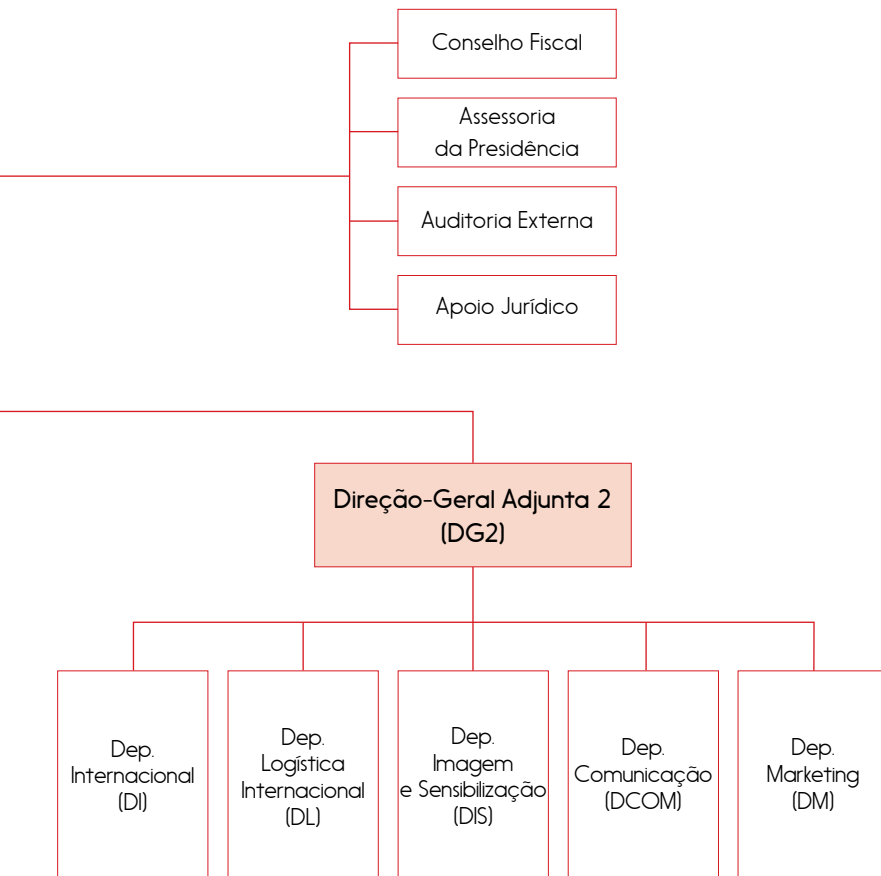 Conselho Fiscal
Assessoria
da Presidência
Auditoria Externa
Apoio Jurídico
Direção-Geral Adjunta 2
(DG2)
Dep.
Internacional
(DI)
Dep.
Logística
Internacional
(DL)
Dep.
Imagem
e Sensibilização
(DIS)
Dep.
Comunicação
(DCOM)
Dep.
Marketing
(DM)